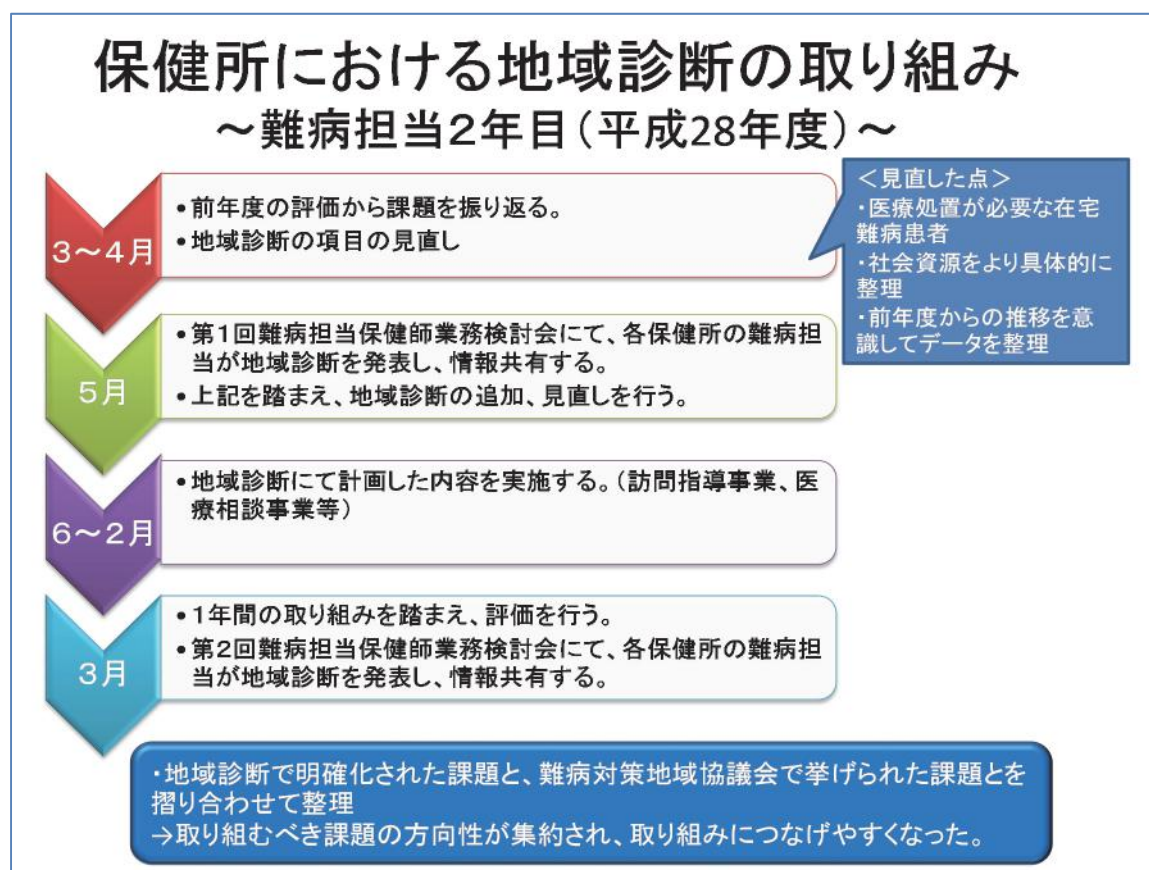 保健所における地域診断の取り組み
～難病担当２年目（平成28年度）～
３～４月
•前年度の評価から課題を振り返る。
•地域診断の項目の見直し
＜見直した点＞
・医療処置が必要な在宅
難病患者
・社会資源をより具体的に
整理
・前年度からの推移を意
識してデータを整理
５月
•第１回難病担当保健師業務検討会にて、各保健所の難病担
当が地域診断を発表し、情報共有する。
•上記を踏まえ、地域診断の追加、見直しを行う。
６～２月
•地域診断にて計画した内容を実施する。（訪問指導事業、医
療相談事業等）
３月
•１年間の取り組みを踏まえ、評価を行う。
•第２回難病担当保健師業務検討会にて、各保健所の難病担
当が地域診断を発表し、情報共有する。
・地域診断で明確化された課題と、難病対策地域協議会で挙げられた課題とを
摺り合わせて整理
→取り組むべき課題の方向性が集約され、取り組みにつなげやすくなった。